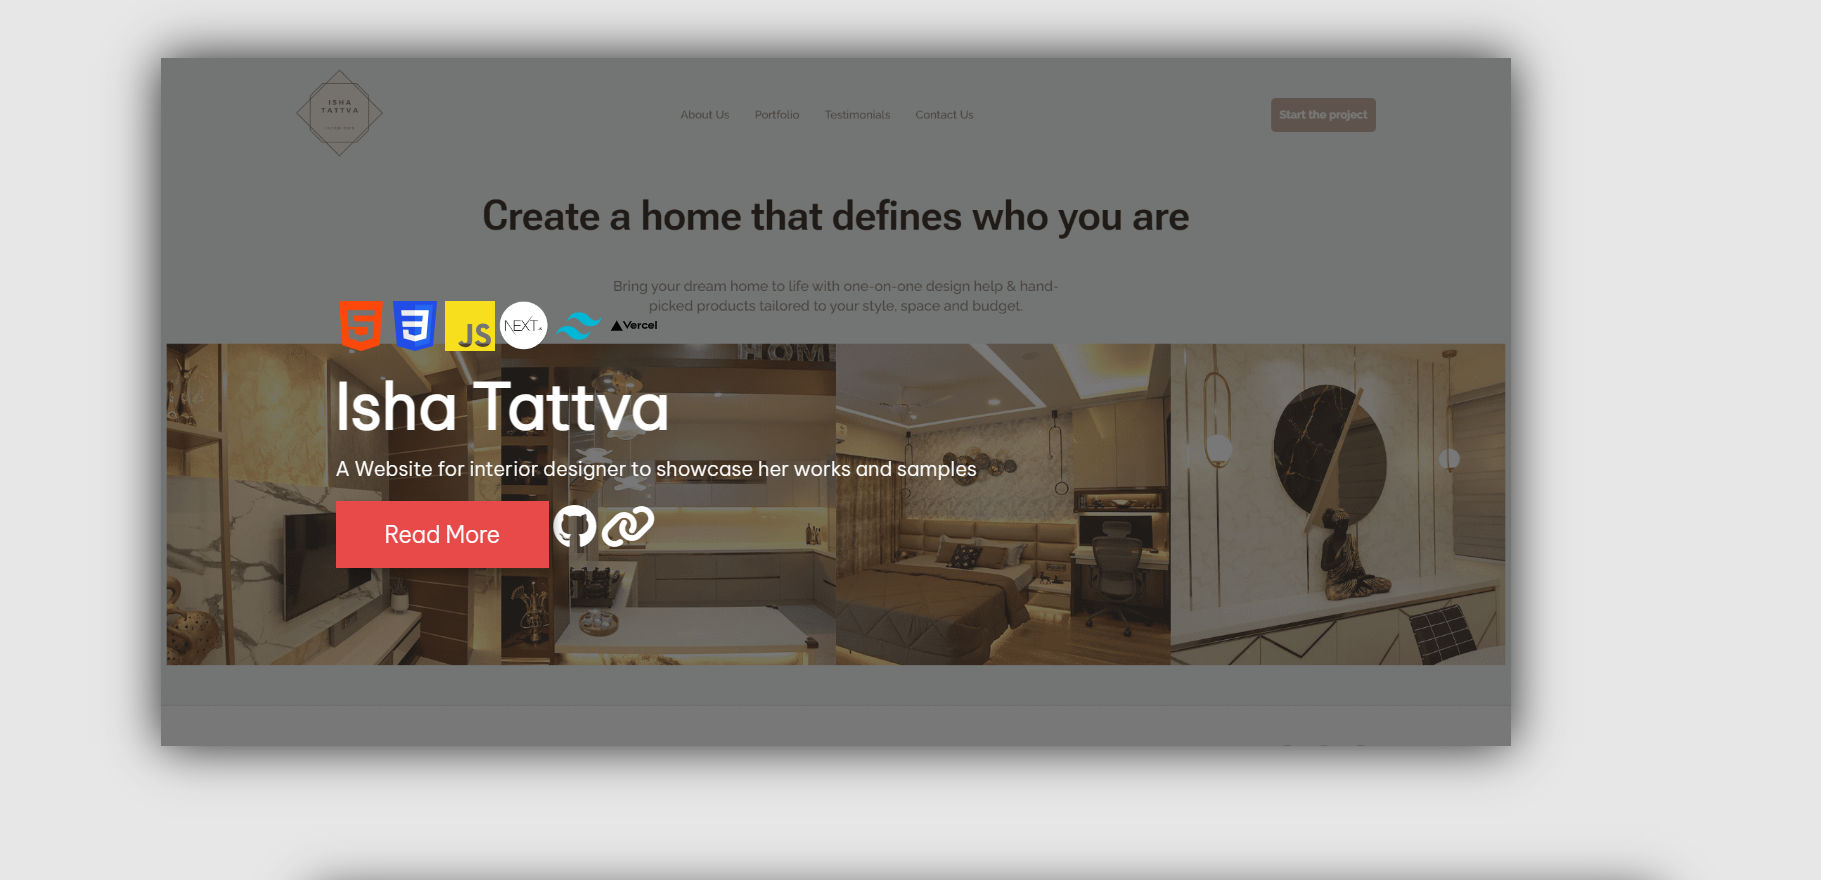 ISHA
TATTVA
About Us
Portfolio
Testimonials
Contact Us
Start the project
Create a home that defines who you are
Bring your dream home to life with one-on-one design help & hand-
picked products tailored to your style, space and budget.
JS
NEXT
Vercel
HOM
Isha Tattva
A Website for interior designer to showcase her works and samples
Read More